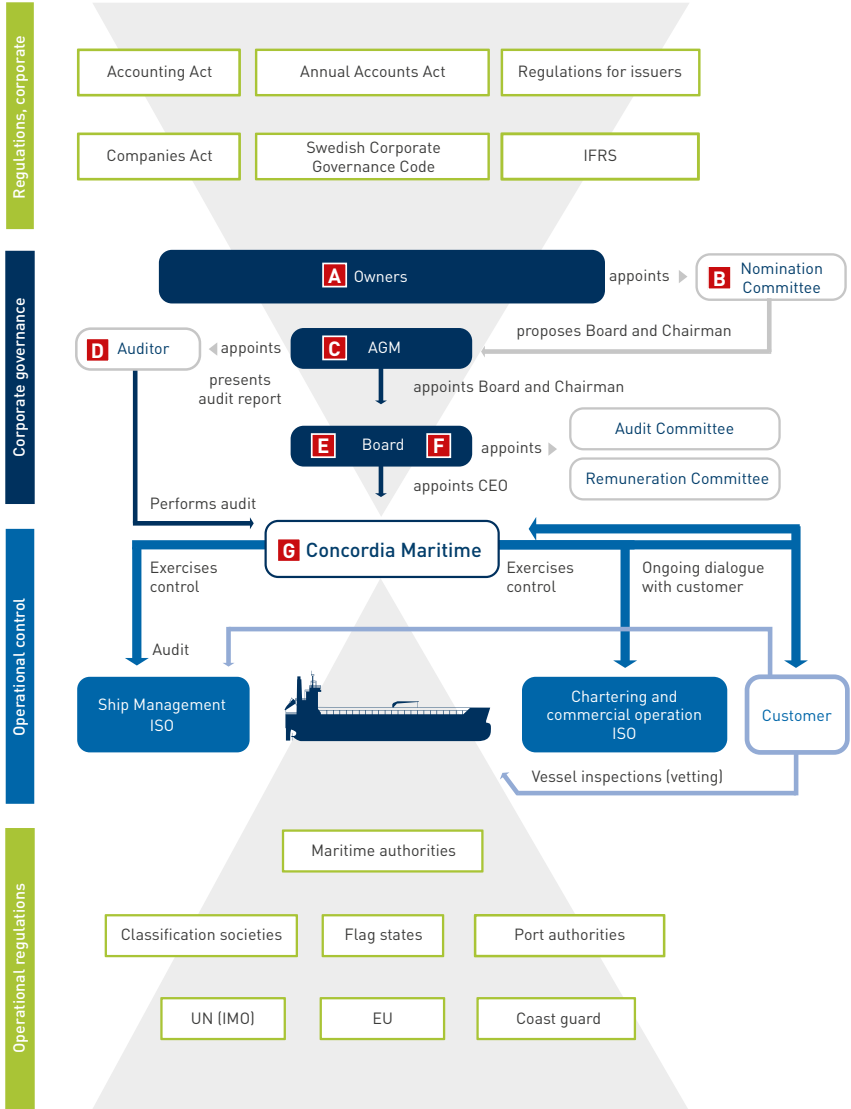 Regulations, corporate
Accounting Act
Annual Accounts Act
Regulations for issuers
Companies Act
Swedish Corporate
Governance Code
IFRS
Corporate governance
A Owners
appoints
B Nomination
Committee
proposes Board and Chairman
D Auditor
appoints
C AGM
presents
audit report
appoints Board and Chairman
E Board F
appoints
Audit Committee
Remuneration Committee
appoints CEO
Performs audit
Operational control
G Concordia Maritime
Exercises
control
Exercises
control
Ongoing dialogue
with customer
Audit
Ship Management
ISO
Chartering and
commercial operation
ISO
Customer
Vessel inspections (vetting)
Operational regulations
Maritime authorities
Classification societies
Flag states
Port authorities
UN (IMO)
EU
Coast guard